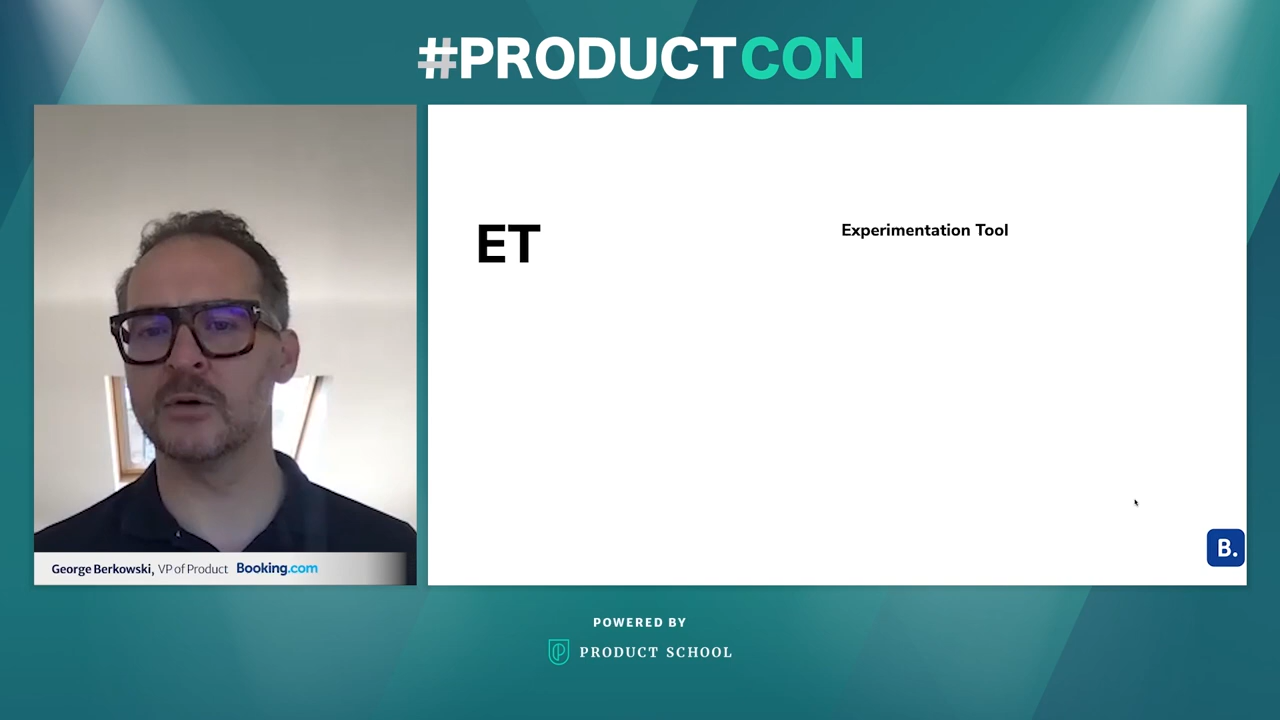 #PRODUCTCON
ET
Experimentation Tool
B.
George Berkowski, VP of Product Booking.com
POWERED BY
PRODUCT SCHOOL